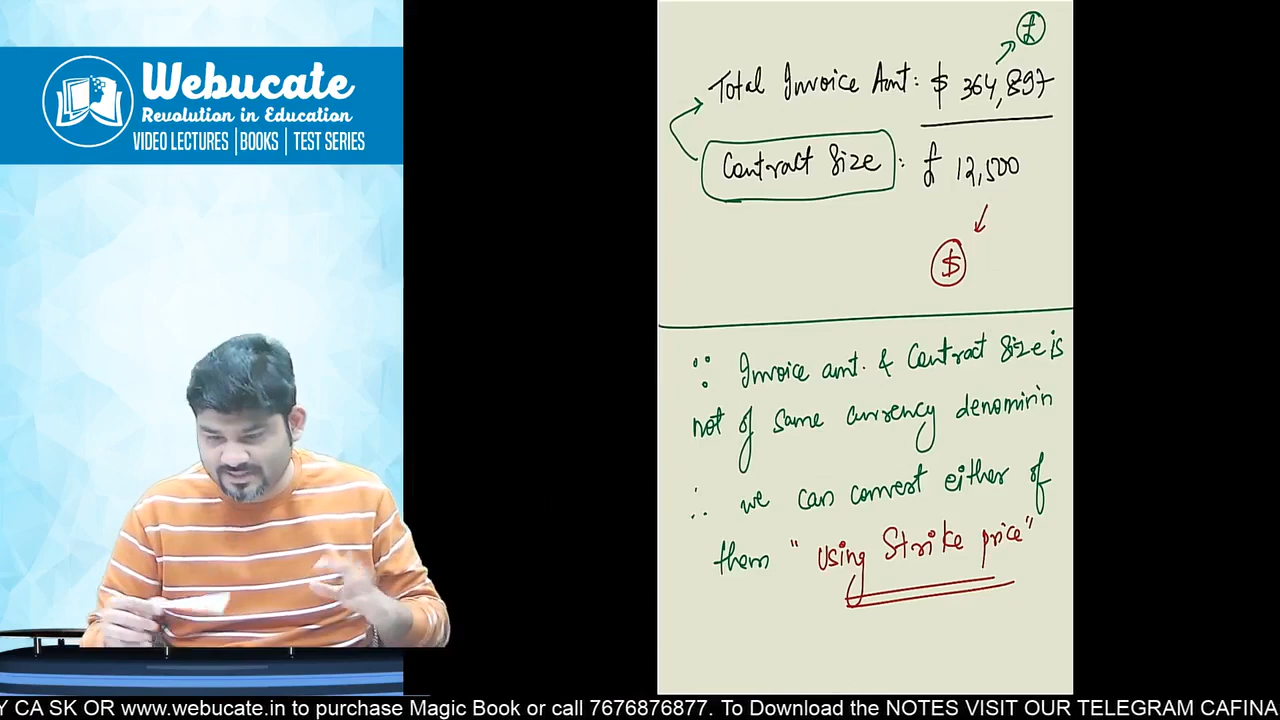 Webucate
Revolution in Education
VIDEO LECTURES | BOOKS | TEST SERIES
£
Total Invoice Amt: $ 364,897
Contract Size : £ 12,500
$
∵ Invoice amt. & Contract Size is
not of same currency denominin
∴ we can convert either of
them "using Strike price"
Y CA SK OR www.webucate.in to purchase Magic Book or call 7676876877. To Download the NOTES VISIT OUR TELEGRAM CAFINA